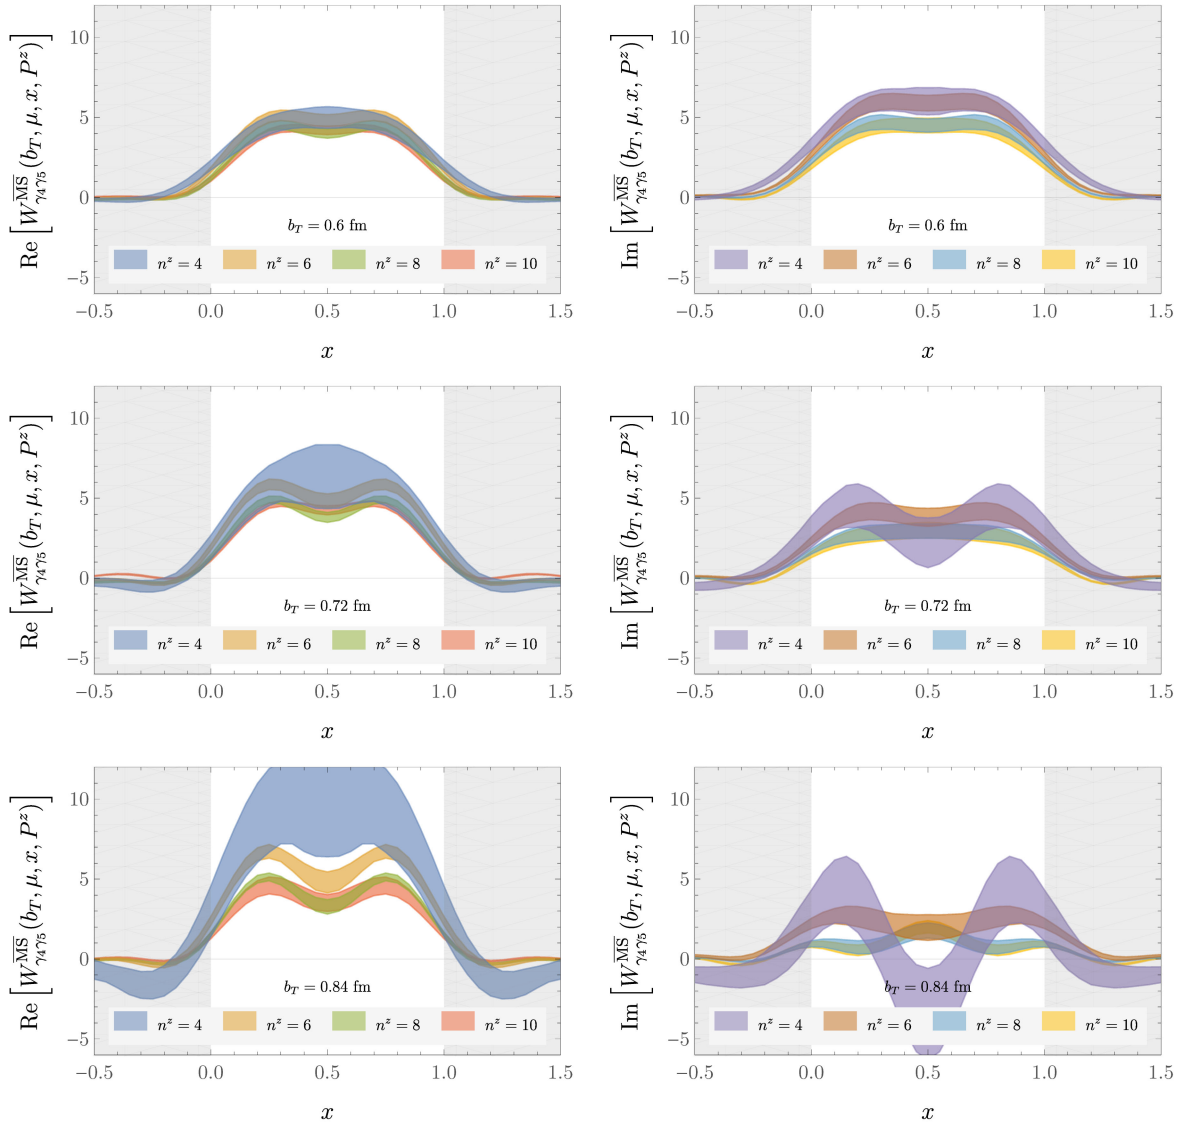 Re [W^{\overline{MS}}_{γ4γ5}(b_T, μ, x, P^z)]
10
5
0
−5
b_T = 0.6 fm
n^z = 4 n^z = 6 n^z = 8 n^z = 10
−0.5 0.0 0.5 1.0 1.5
x
Im [W^{\overline{MS}}_{γ4γ5}(b_T, μ, x, P^z)]
10
5
0
−5
b_T = 0.6 fm
n^z = 4 n^z = 6 n^z = 8 n^z = 10
−0.5 0.0 0.5 1.0 1.5
x
Re [W^{\overline{MS}}_{γ4γ5}(b_T, μ, x, P^z)]
10
5
0
−5
b_T = 0.72 fm
n^z = 4 n^z = 6 n^z = 8 n^z = 10
−0.5 0.0 0.5 1.0 1.5
x
Im [W^{\overline{MS}}_{γ4γ5}(b_T, μ, x, P^z)]
10
5
0
−5
b_T = 0.72 fm
n^z = 4 n^z = 6 n^z = 8 n^z = 10
−0.5 0.0 0.5 1.0 1.5
x
Re [W^{\overline{MS}}_{γ4γ5}(b_T, μ, x, P^z)]
10
5
0
−5
b_T = 0.84 fm
n^z = 4 n^z = 6 n^z = 8 n^z = 10
−0.5 0.0 0.5 1.0 1.5
x
Im [W^{\overline{MS}}_{γ4γ5}(b_T, μ, x, P^z)]
10
5
0
−5
b_T = 0.84 fm
n^z = 4 n^z = 6 n^z = 8 n^z = 10
−0.5 0.0 0.5 1.0 1.5
x